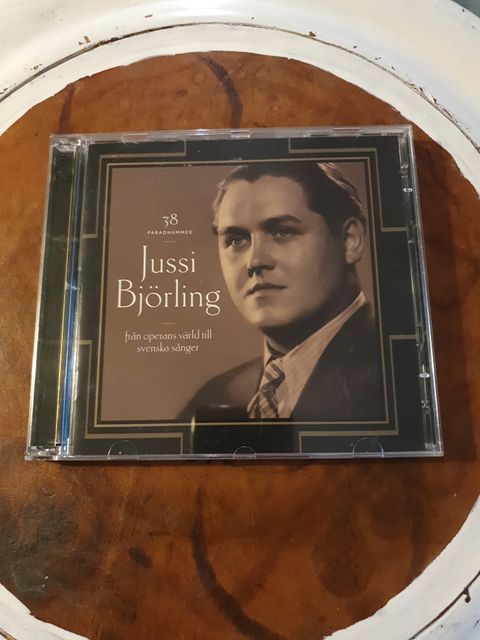 38
PARADNUMMER
Jussi
Björling
från operans värld till
svenska sånger